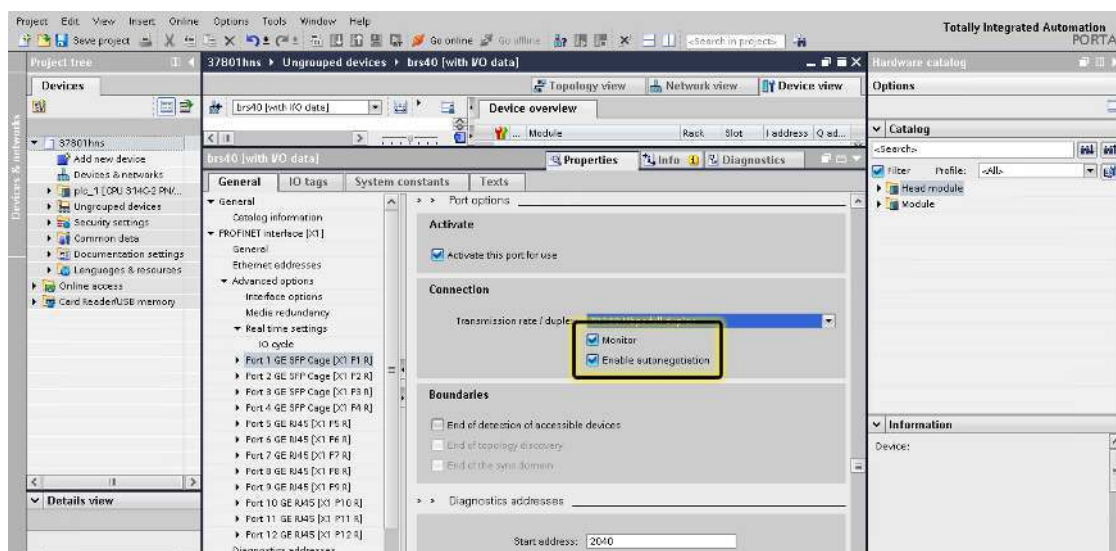 Project Edit View Insert Online Options Tools Window Help
Totally Integrated Automation
PORTA
Save project
Go online Go offline
<Search in project>
Project tree
37801hns Ungrouped devices brs40 [with I/O data]
Hardware catalog
Devices
Topology view Network view Device view
Options
brs40 [with I/O data]
Device overview
... Module Rack Slot I address Q ad...
Catalog
<Search>
Filter Profile: <All>
Head module
Module
Devices & networks
37801hns
Add new device
Devices & networks
plc_1 [CPU 314C-2 PN/...
Ungrouped devices
Security settings
Common data
Documentation settings
Languages & resources
Online access
Card Reader/USB memory
Details view
brs40 [with I/O data]
Properties Info Diagnostics
General IO tags System constants Texts
General
Catalog information
PROFINET interface [X1]
General
Ethernet addresses
Advanced options
Interface options
Media redundancy
Real time settings
IO cycle
Port 1 GE SFP Cage [X1 P1 R]
Port 2 GE SFP Cage [X1 P2 R]
Port 3 GE SFP Cage [X1 P3 R]
Port 4 GE SFP Cage [X1 P4 R]
Port 5 GE RJ45 [X1 P5 R]
Port 6 GE RJ45 [X1 P6 R]
Port 7 GE RJ45 [X1 P7 R]
Port 8 GE RJ45 [X1 P8 R]
Port 9 GE RJ45 [X1 P9 R]
Port 10 GE RJ45 [X1 P10 R]
Port 11 GE RJ45 [X1 P11 R]
Port 12 GE RJ45 [X1 P12 R]
Diagnostics addresses
> > Port options
Activate
Activate this port for use
Connection
Transmission rate / duple
Monitor
Enable autonegotiation
Boundaries
End of detection of accessible devices
End of topology discovery
End of the sync domain
> > Diagnostics addresses
Start address: 2040
Information
Device: